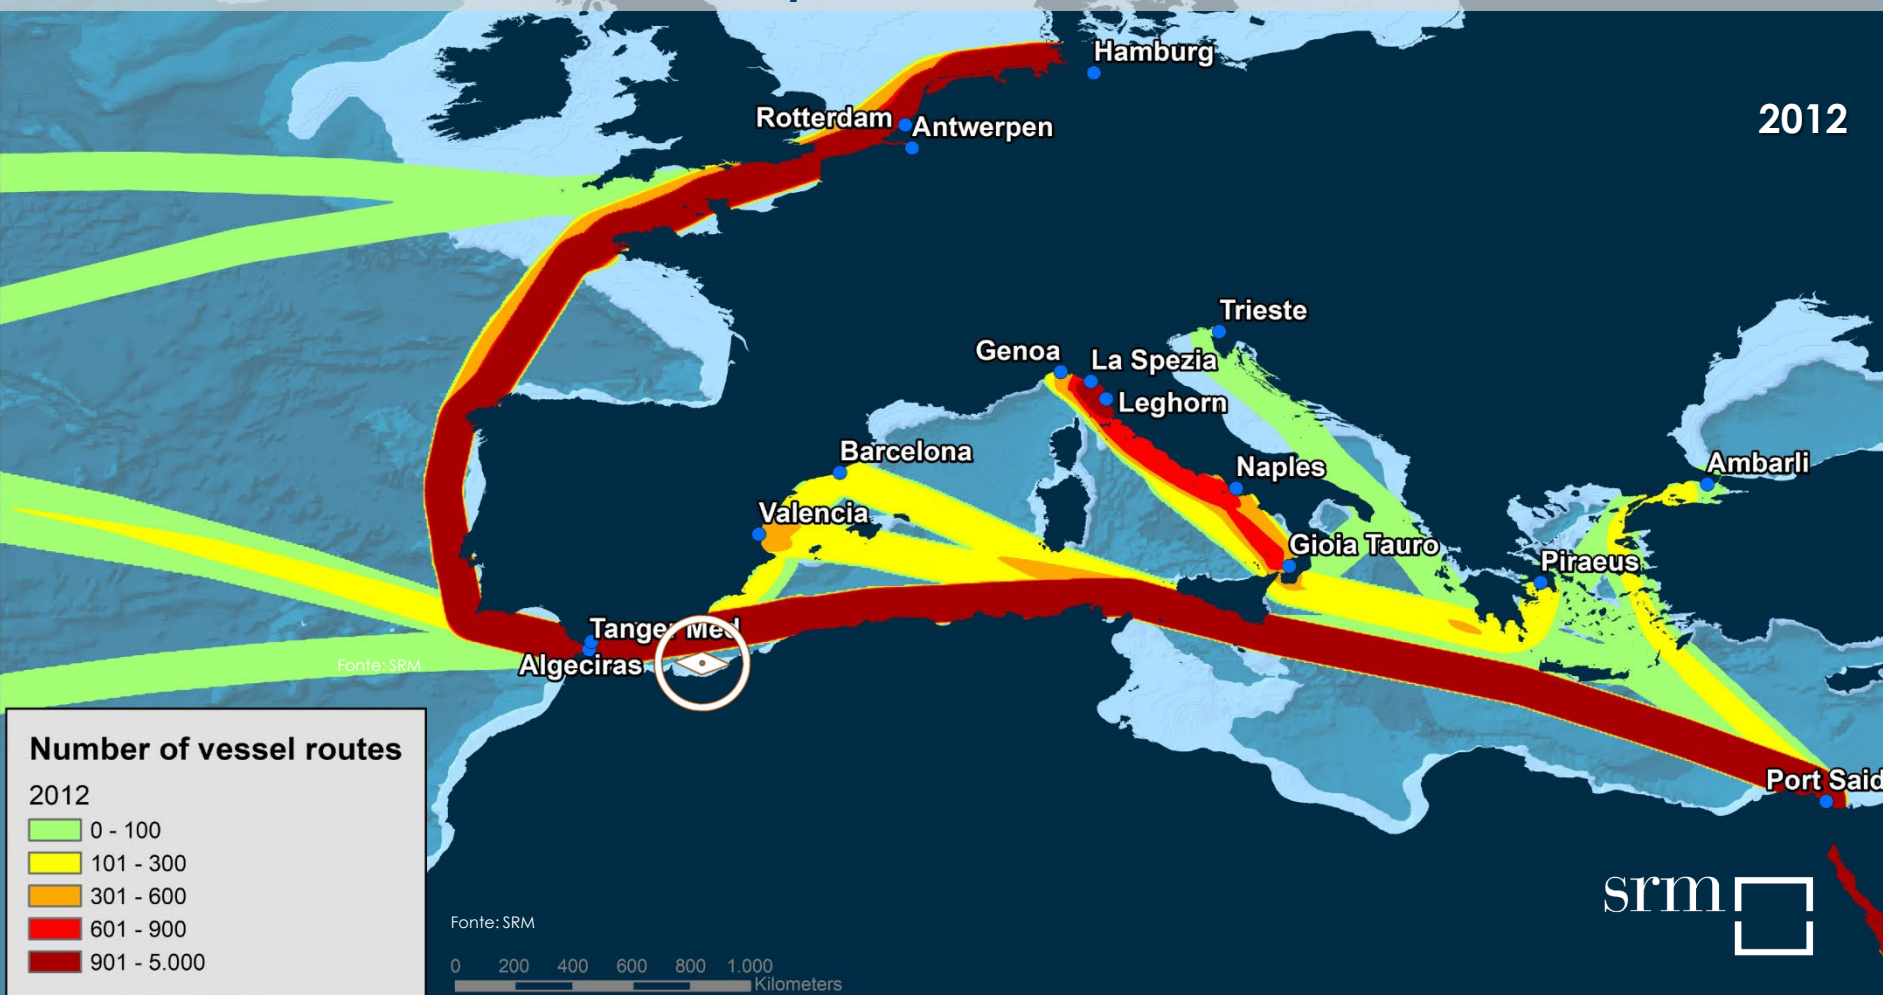 Hamburg
Rotterdam
Antwerpen
2012
Trieste
Genoa
La Spezia
Leghorn
Barcelona
Naples
Ambarli
Valencia
Gioia Tauro
Piraeus
Tanger Med
Algeciras
Fonte: SRM
Port Said
Number of vessel routes
2012
0 - 100
101 - 300
301 - 600
601 - 900
901 - 5.000
Fonte: SRM
srm
0 200 400 600 800 1.000
Kilometers